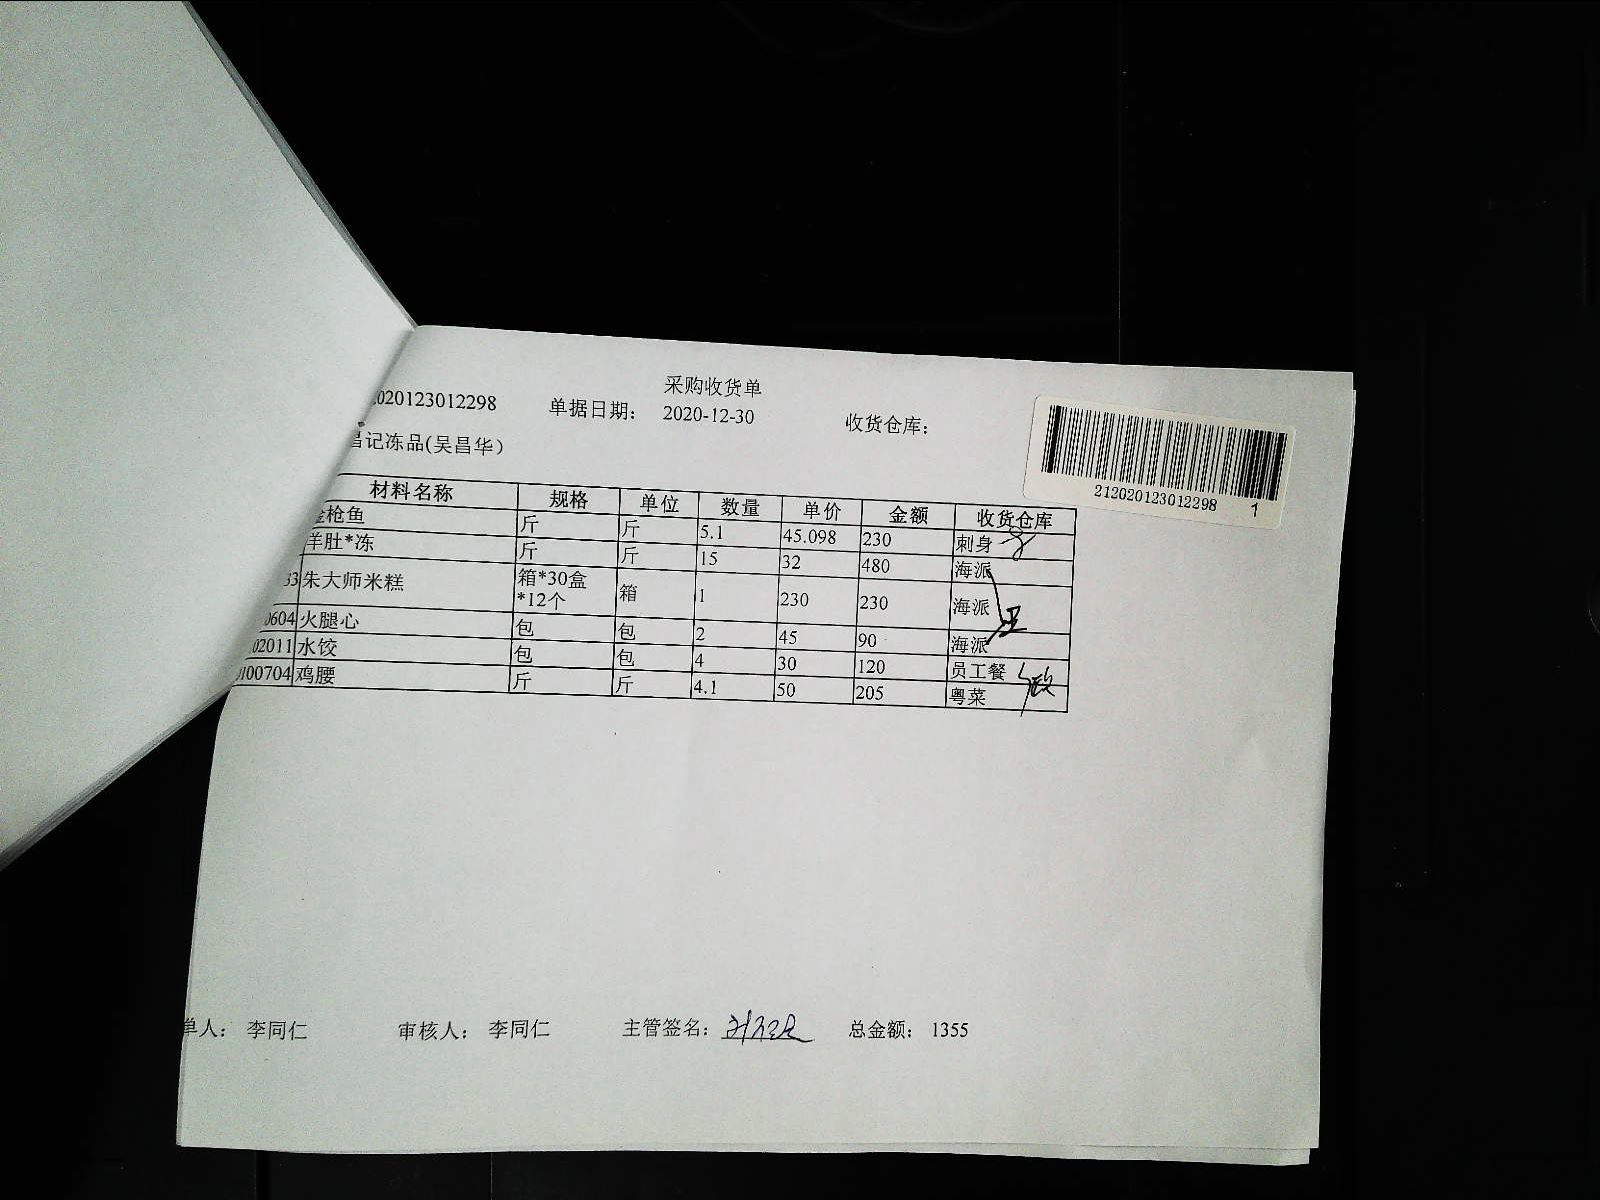 采购收货单
020123012298 单据日期： 2020-12-30 收货仓库：
昌记冻品(吴昌华)
212020123012298 1
材料名称 规格 单位 数量 单价 金额 收货仓库
金枪鱼 斤 斤 5.1 45.098 230 刺身
羊肚*冻 斤 斤 15 32 480 海派
33 朱大师米糕 箱*30盒 箱 1 230 230 海派
*12个
0604 火腿心 包 包 2 45 90 海派
02011 水饺 包 包 4 30 120 员工餐
100704 鸡腰 斤 斤 4.1 50 205 粤菜
单人： 李同仁 审核人： 李同仁 主管签名： 总金额： 1355